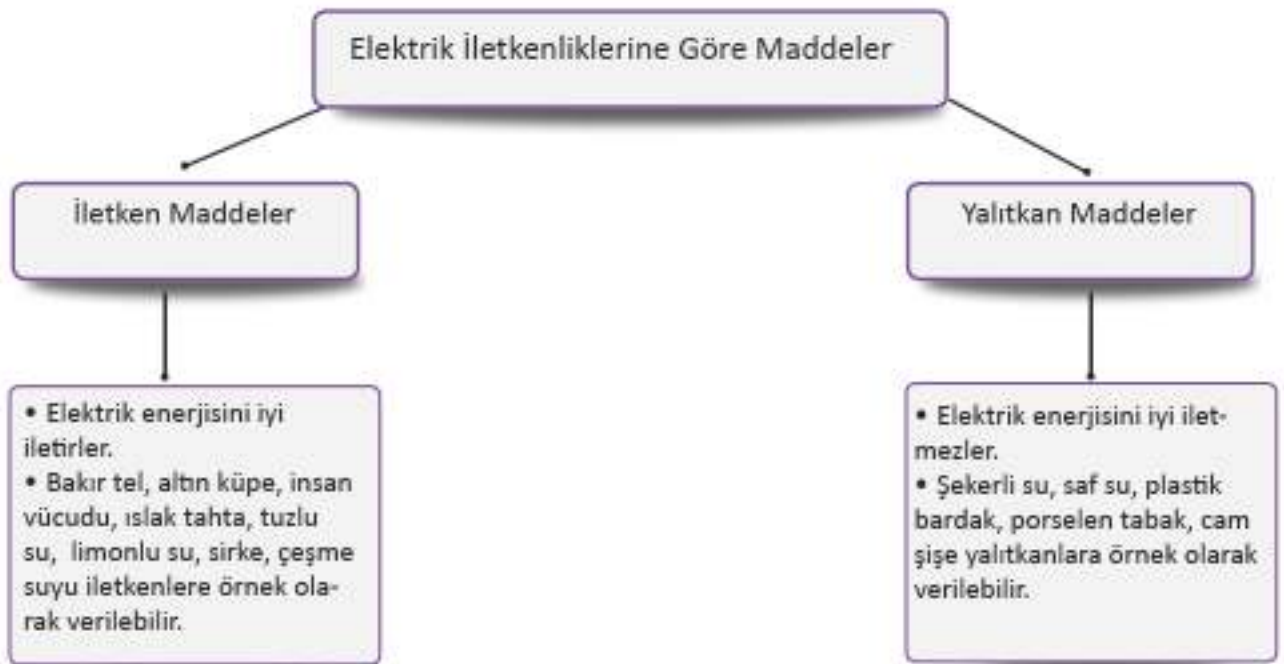 Elektrik İletkenliklerine Göre Maddeler
İletken Maddeler
• Elektrik enerjisini iyi
iletirler.
• Bakır tel, altın küpe, insan
vücudu, ıslak tahta, tuzlu
su, limonlu su, sirke, çeşme
suyu iletkenlere örnek ola-
rak verilebilir.
Yalıtkan Maddeler
• Elektrik enerjisini iyi ilet-
mezler.
• Şekerli su, saf su, plastik
bardak, porselen tabak, cam
şişe yalıtkanlara örnek olarak
verilebilir.